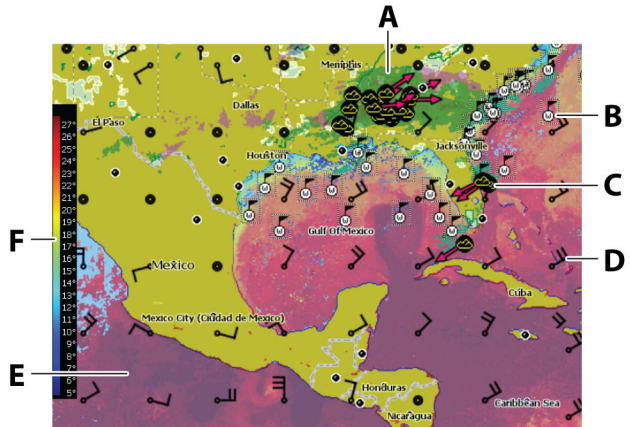 A
Memphis
B
Dallas
El Paso
27°
26°
25°
24°
23°
22°
21°
20°
19°
18°
17°
16°
15°
14°
13°
12°
11°
10°
9°
8°
7°
6°
5°
Jacksonville
Houston
C
F
Gulf Of Mexico
Mexico
D
Cuba
Mexico City (Ciudad de Mexico)
E
Honduras
Caribbean Sea
Nicaragua